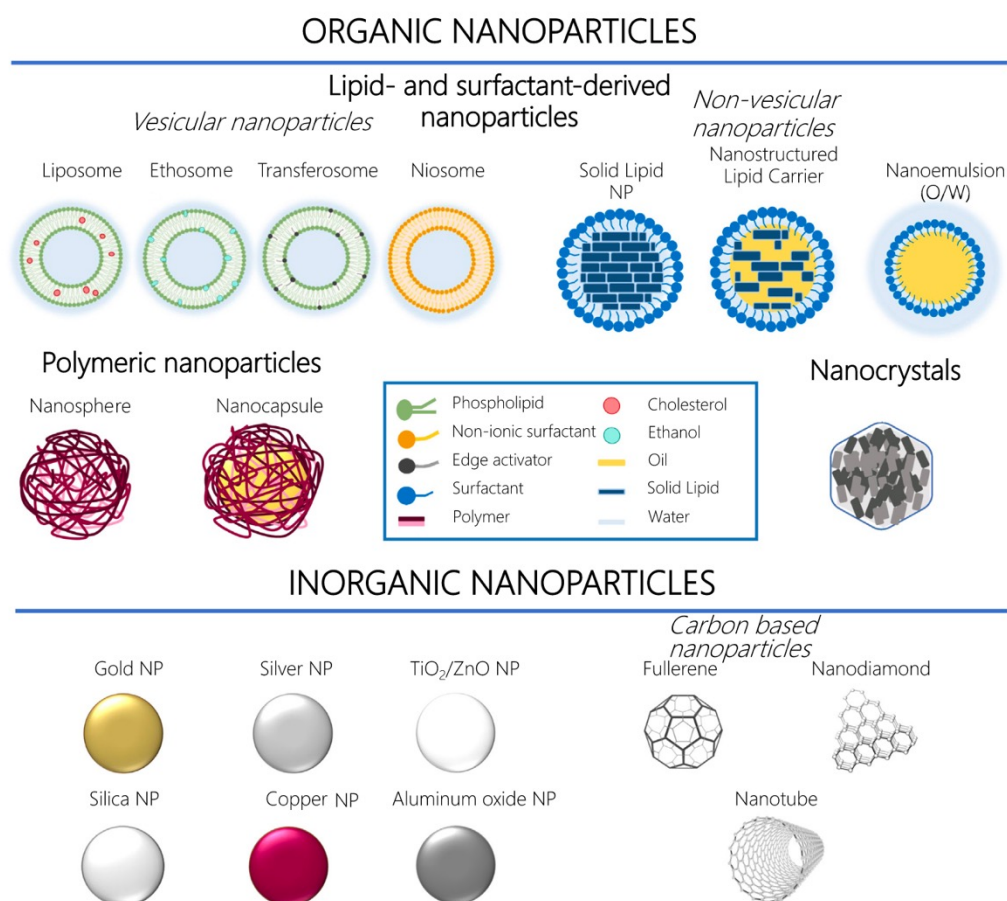 ORGANIC NANOPARTICLES
Lipid- and surfactant-derived
nanoparticles
Vesicular nanoparticles
Non-vesicular
nanoparticles
Liposome
Ethosome
Transferosome
Niosome
Solid Lipid
NP
Nanostructured
Lipid Carrier
Nanoemulsion
(O/W)
Polymeric nanoparticles
Nanosphere
Nanocapsule
Phospholipid
Non-ionic surfactant
Edge activator
Surfactant
Polymer
Cholesterol
Ethanol
Oil
Solid Lipid
Water
Nanocrystals
INORGANIC NANOPARTICLES
Gold NP
Silver NP
TiO₂/ZnO NP
Silica NP
Copper NP
Aluminum oxide NP
Carbon based
nanoparticles
Fullerene
Nanodiamond
Nanotube